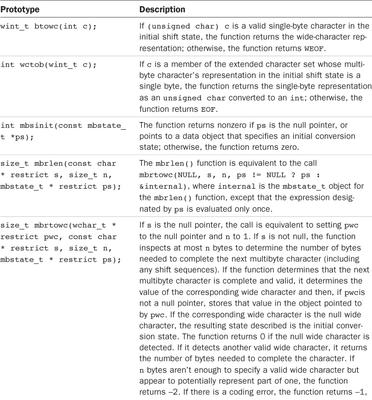 Prototype Description
wint_t btowc(int c); If (unsigned char) c is a valid single-byte character in the
initial shift state, the function returns the wide-character rep-
resentation; otherwise, the function returns WEOF.
int wctob(wint_t c); If c is a member of the extended character set whose multi-
byte character's representation in the initial shift state is
a single byte, the function returns the single-byte representation
as an unsigned char converted to an int; otherwise, the
function returns EOF.
int mbsinit(const mbstate_ The function returns nonzero if ps is the null pointer, or
t *ps); points to a data object that specifies an initial conversion
state; otherwise, the function returns zero.
size_t mbrlen(const char The mbrlen() function is equivalent to the call
* restrict s, size_t n, mbrtowc(NULL, s, n, ps != NULL ? ps :
mbstate_t * restrict ps); &internal), where internal is the mbstate_t object for
the mbrlen() function, except that the expression desig-
nated by ps is evaluated only once.
size_t mbrtowc(wchar_t * If s is the null pointer, the call is equivalent to setting pwc
restrict pwc, const char to the null pointer and n to 1. If s is not null, the function
* restrict s, size_t n, inspects at most n bytes to determine the number of bytes
mbstate_t * restrict ps); needed to complete the next multibyte character (including
any shift sequences). If the function determines that the next
multibyte character is complete and valid, it determines the
value of the corresponding wide character and then, if pwcis
not a null pointer, stores that value in the object pointed to
by pwc. If the corresponding wide character is the null wide
character, the resulting state described is the initial conver-
sion state. The function returns 0 if the null wide character is
detected. If it detects another valid wide character, it returns
the number of bytes needed to complete the character. If
n bytes aren't enough to specify a valid wide character but
appear to potentially represent part of one, the function
returns –2. If there is a coding error, the function returns –1,